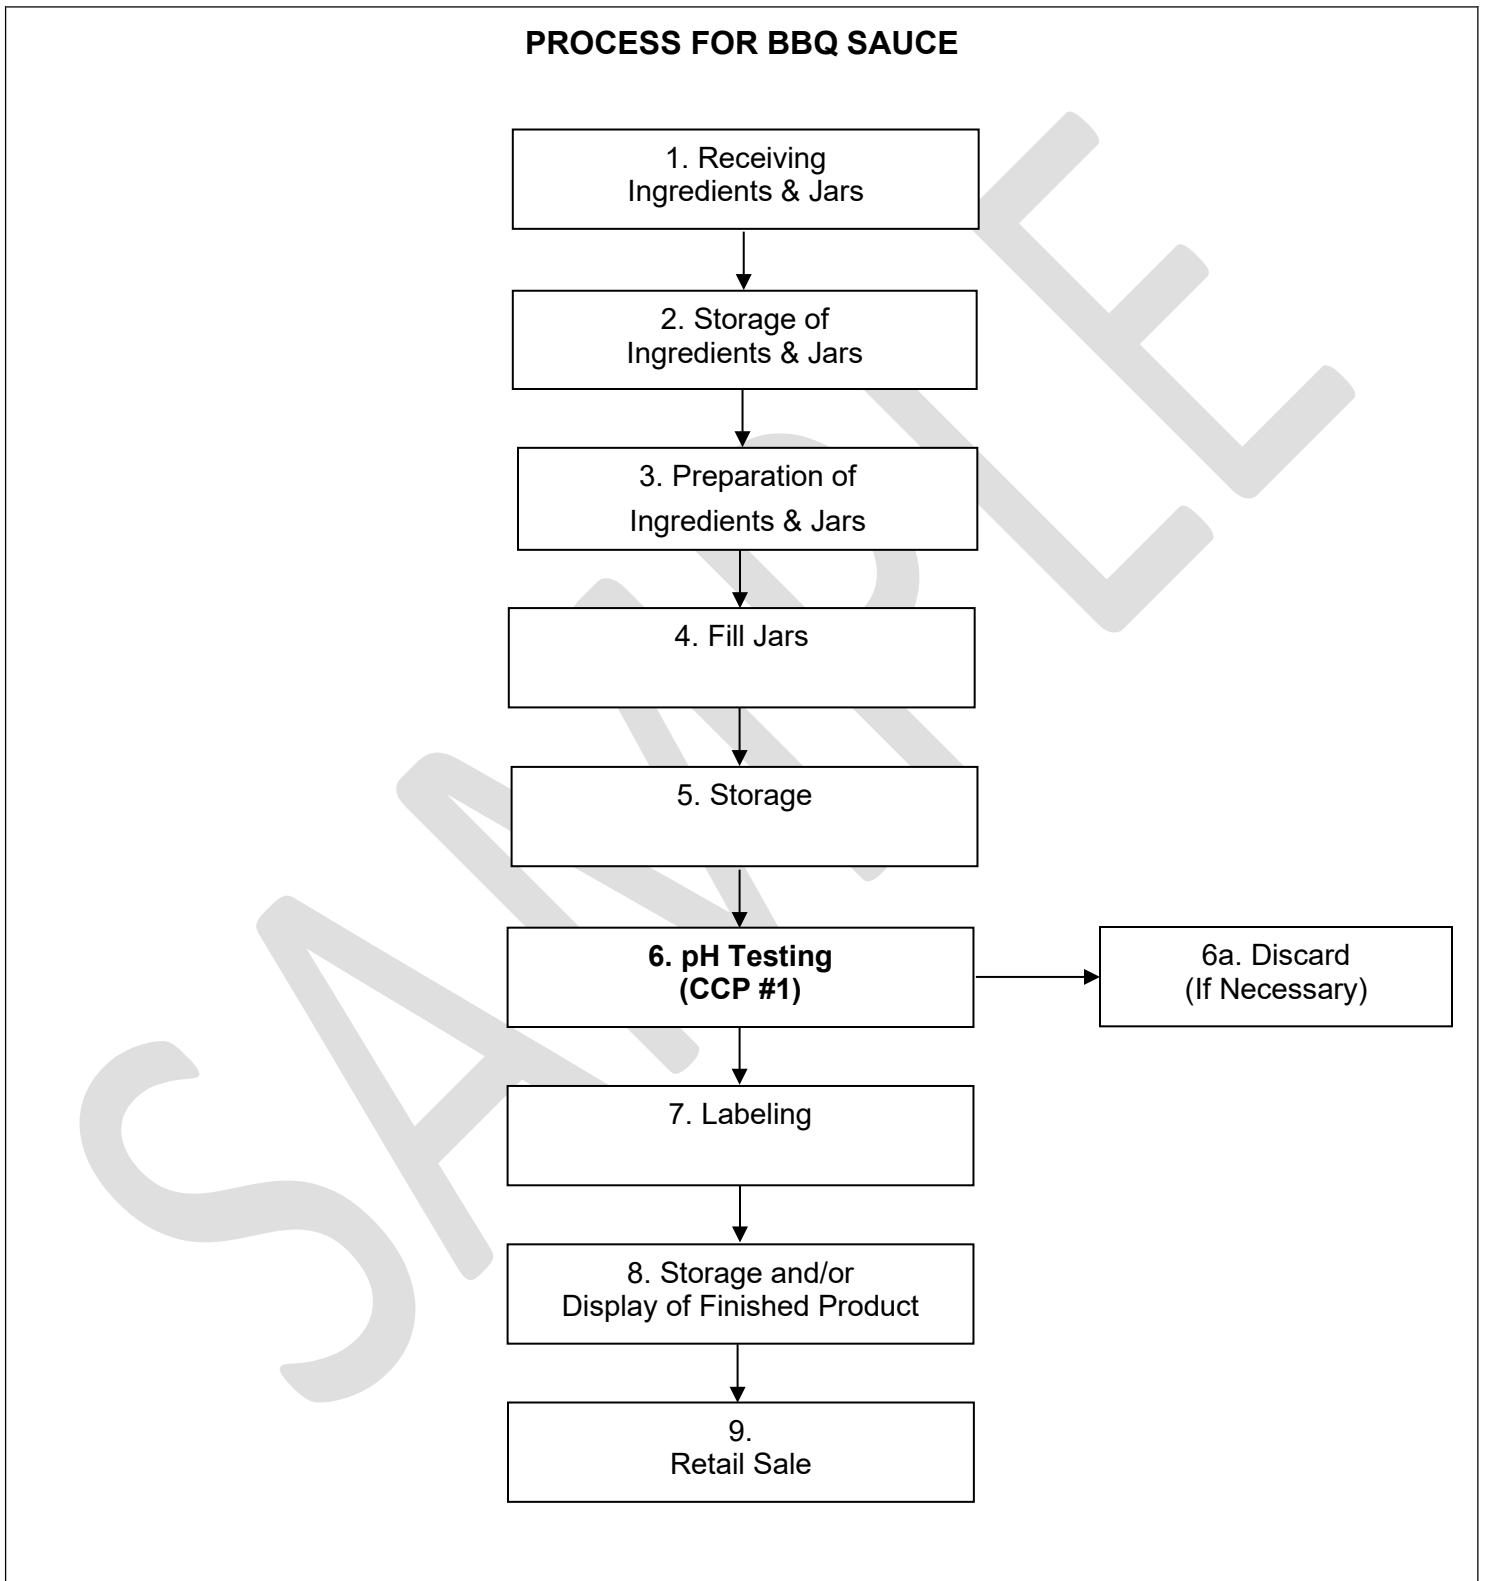 PROCESS FOR BBQ SAUCE
1. Receiving
Ingredients & Jars
2. Storage of
Ingredients & Jars
3. Preparation of
Ingredients & Jars
4. Fill Jars
5. Storage
6. pH Testing
(CCP #1)
6a. Discard
(If Necessary)
7. Labeling
8. Storage and/or
Display of Finished Product
9.
Retail Sale
SAMPLE